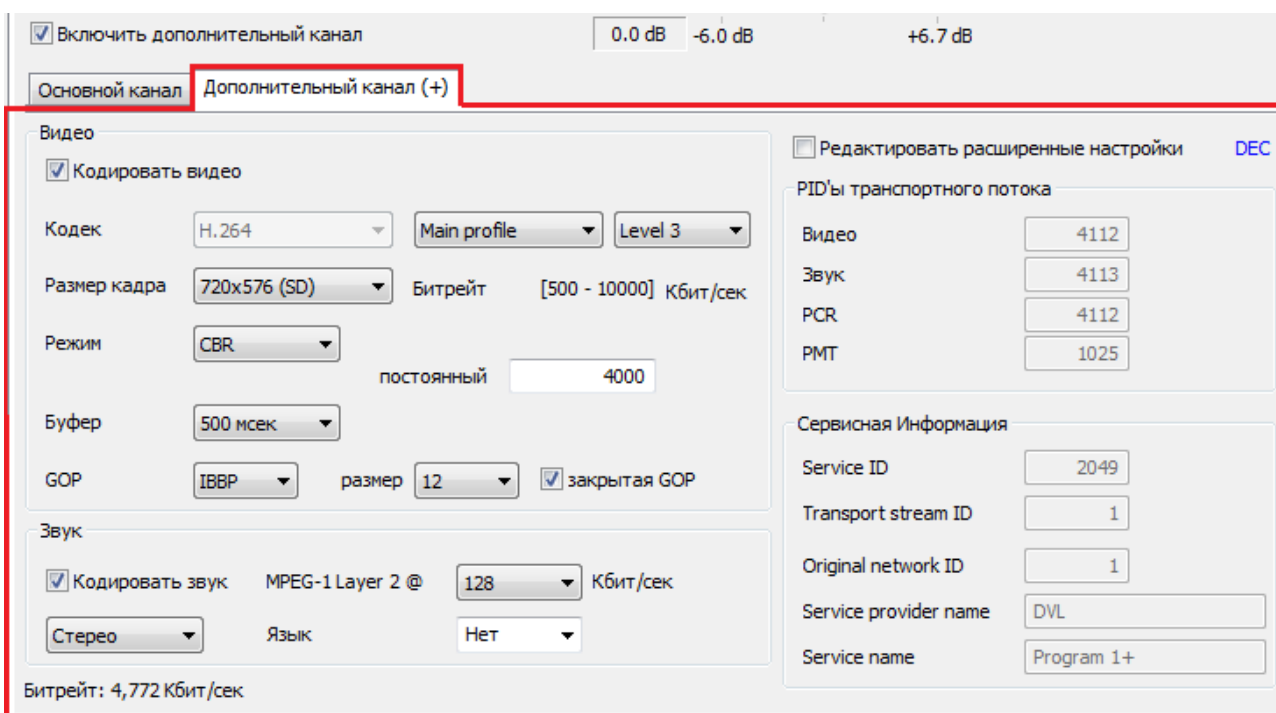 Включить дополнительный канал 0.0 dB -6.0 dB +6.7 dB
Основной канал Дополнительный канал (+)
Видео
Кодировать видео
Кодек H.264 Main profile Level 3
Размер кадра 720x576 (SD) Битрейт [500 - 10000] Кбит/сек
Режим CBR
постоянный 4000
Буфер 500 мсек
GOP IBBP размер 12 закрытая GOP
Звук
Кодировать звук MPEG-1 Layer 2 @ 128 Кбит/сек
Стерео Язык Нет
Битрейт: 4,772 Кбит/сек
Редактировать расширенные настройки DEC
PID'ы транспортного потока
Видео 4112
Звук 4113
PCR 4112
PMT 1025
Сервисная Информация
Service ID 2049
Transport stream ID 1
Original network ID 1
Service provider name DVL
Service name Program 1+